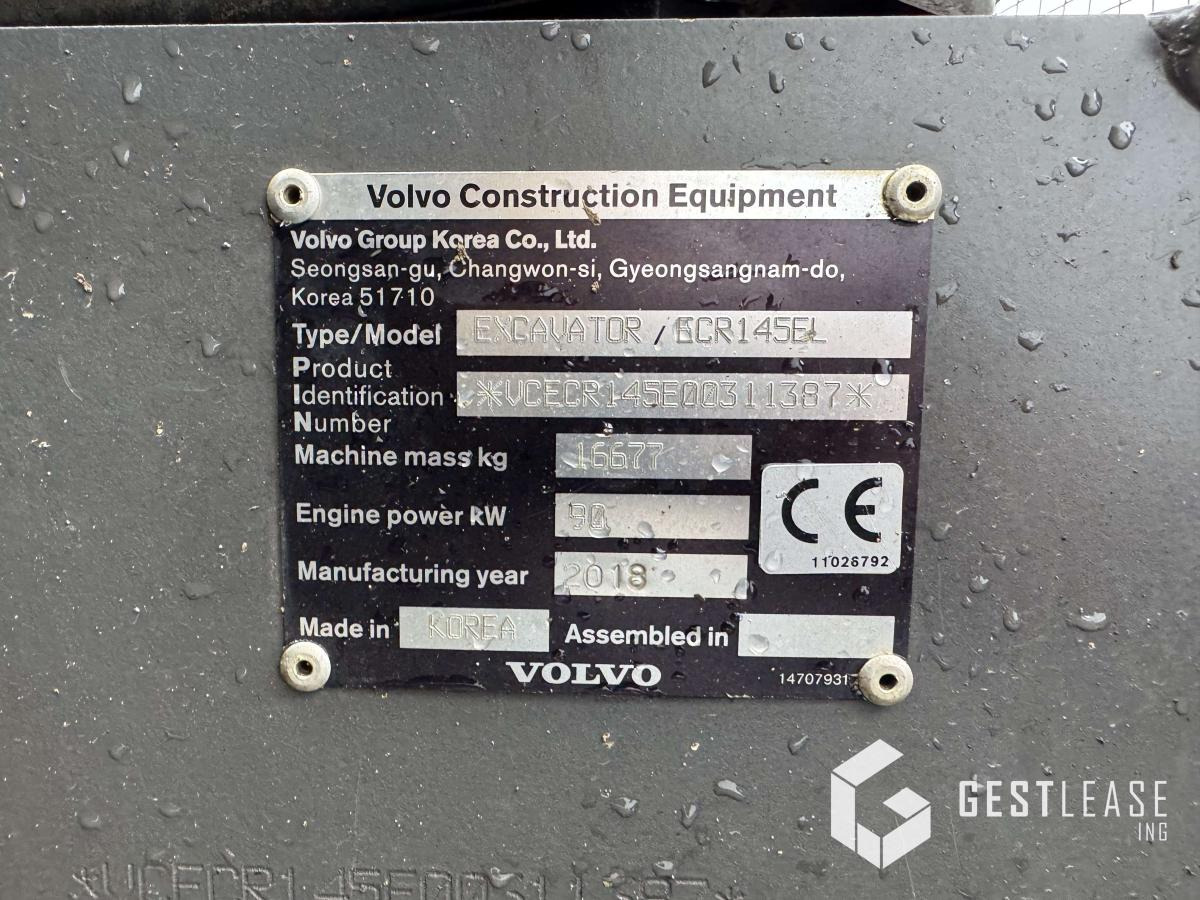 Volvo Construction Equipment
Volvo Group Korea Co., Ltd.
Seongsan-gu, Changwon-si, Gyeongsangnam-do,
Korea 51710
Type/Model EXCAVATOR / ECR145EL
Product
Identification *VCECR145E00311387*
Number
Machine mass kg 16677
Engine power kW 90
CE
11026792
Manufacturing year 2018
Made in KOREA Assembled in
VOLVO 14707931
GESTLEASE
ING
*VCECR145E00311387*